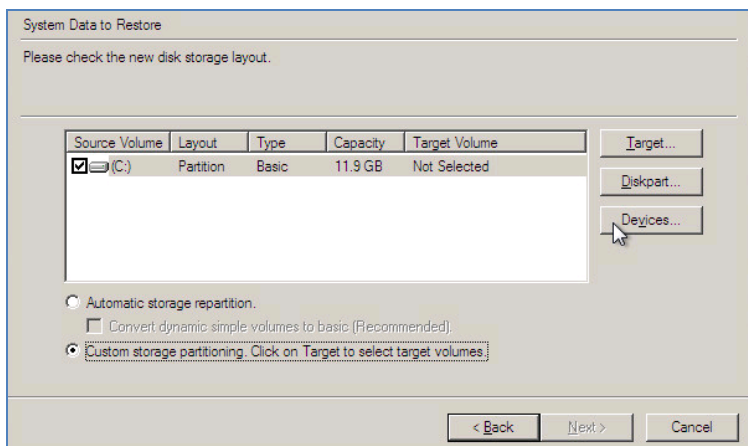 System Data to Restore
Please check the new disk storage layout.
Source Volume Layout Type Capacity Target Volume
(C:) Partition Basic 11.9 GB Not Selected
Target...
Diskpart...
Devices...
Automatic storage repartition.
Convert dynamic simple volumes to basic (Recommended).
Custom storage partitioning. Click on Target to select target volumes.
< Back Next > Cancel